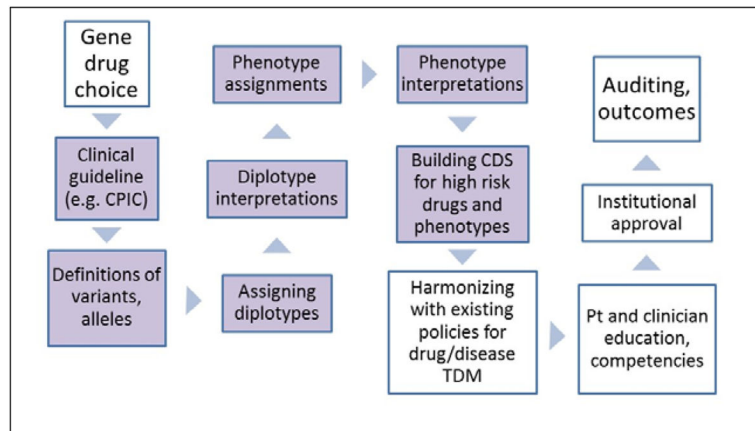 Gene
drug
choice
Clinical
guideline
(e.g. CPIC)
Definitions of
variants,
alleles
Assigning
diplotypes
Diplotype
interpretations
Phenotype
assignments
Phenotype
interpretations
Building CDS
for high risk
drugs and
phenotypes
Harmonizing
with existing
policies for
drug/disease
TDM
Pt and clinician
education,
competencies
Institutional
approval
Auditing,
outcomes